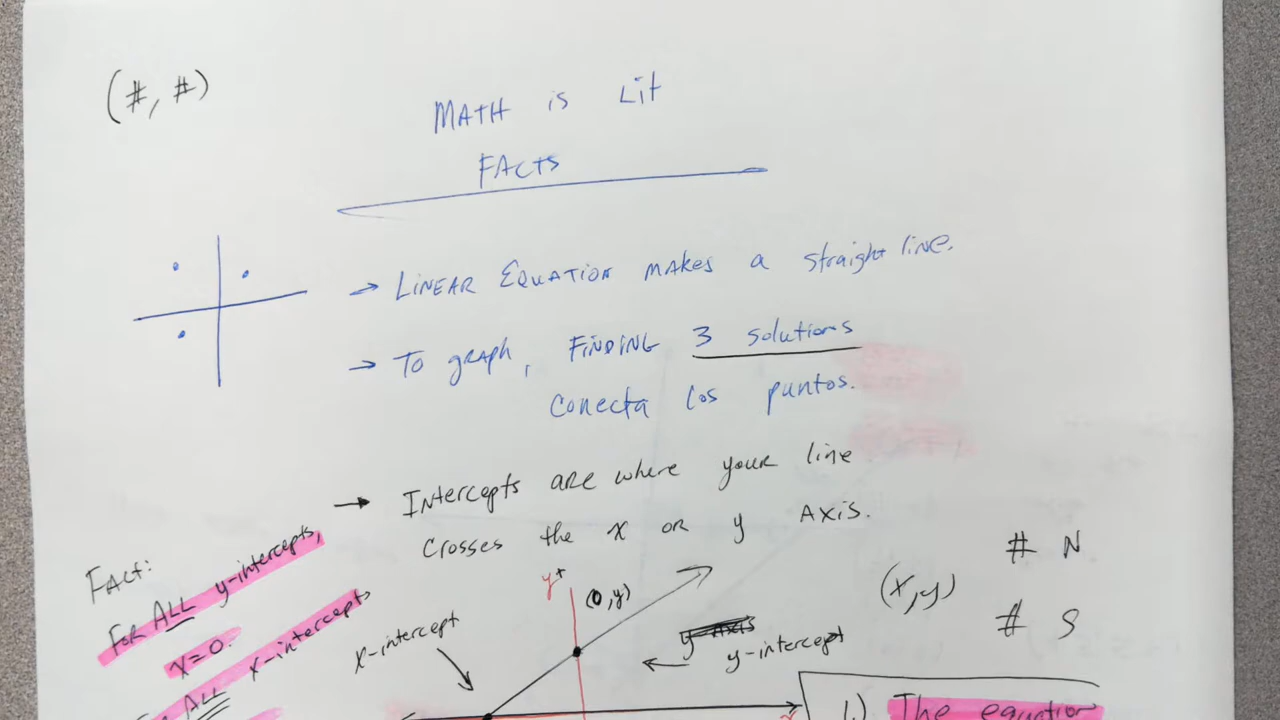 (#, #)
MATH is Lit
FActs
→ LINEAR EQUATION MAKES a straight line.
→ To graph, FINDING 3 solutions
conecta los puntos.
→ Intercepts are where your line
crosses the x or y Axis.
Fact:
For ALL y-intercepts,
x=0.
For ALL x-intercepts
x-intercept
y+
(0,y)
y-intercept
(x,y)
# N
# S
1.) The equation